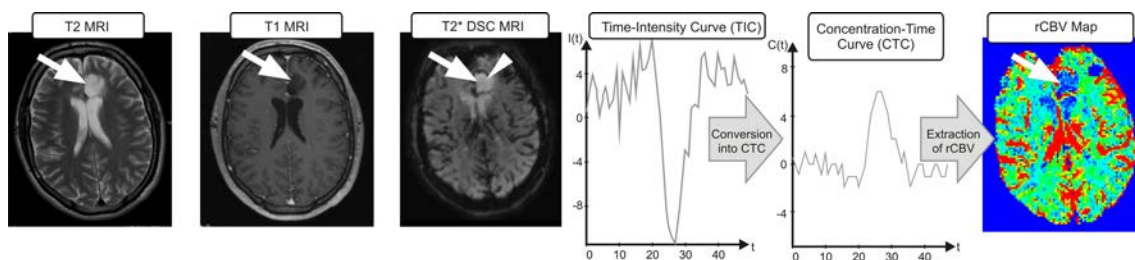 T2 MRI
T1 MRI
T2* DSC MRI
Time-Intensity Curve (TIC)
Concentration-Time
Curve (CTC)
rCBV Map
I(t)
4
0
-4
-8
0 10 20 30 40
t
Conversion
into CTC
C(t)
8
4
0
-4
0 10 20 30 40
t
Extraction
of rCBV